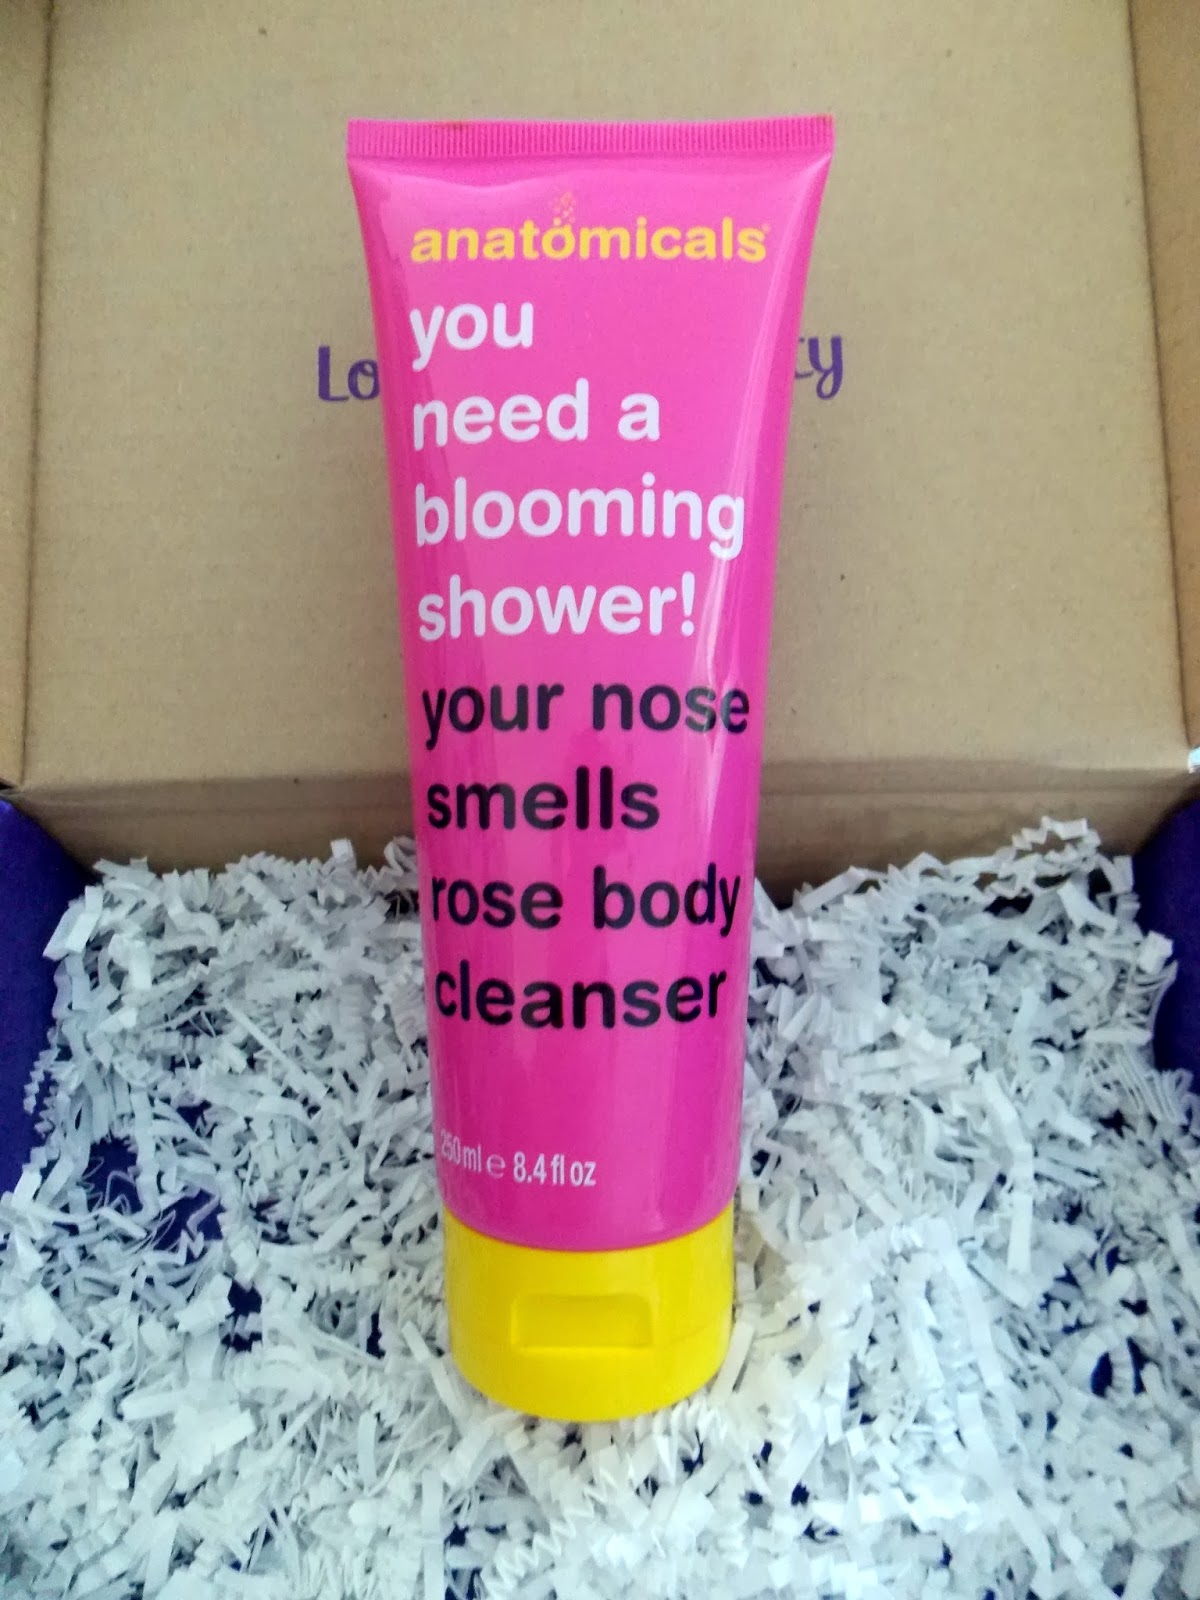 anatomicals
you
need a
blooming
shower!
your nose
smells
rose body
cleanser
250ml e 8.4 fl oz